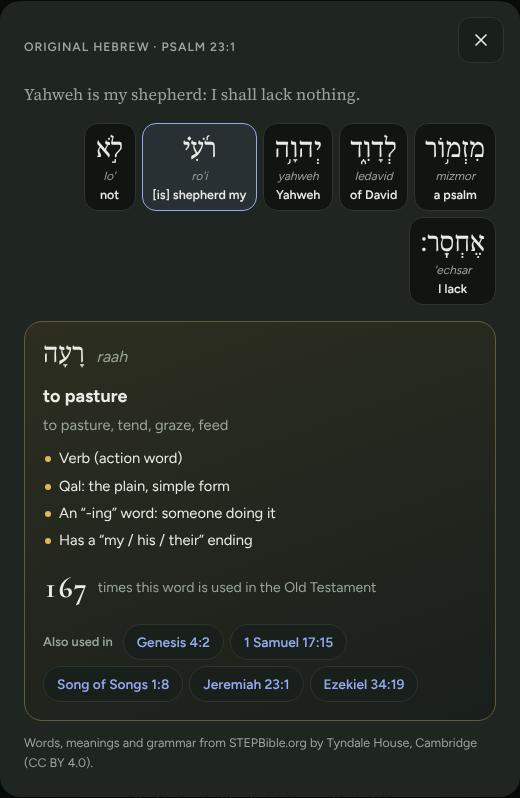 ORIGINAL HEBREW · PSALM 23:1
Yahweh is my shepherd: I shall lack nothing.
מִזְמ֥וֹר לְדָוִ֑ד יְהוָ֥ה רֹ֝עִ֗י לֹ֣א
mizmor ledavid yahweh ro'i lo'
a psalm of David Yahweh [is] shepherd my not
אֶחְסָֽר׃
'echsar
I lack
רָעָה raah
to pasture
to pasture, tend, graze, feed
Verb (action word)
Qal: the plain, simple form
An “-ing” word: someone doing it
Has a “my / his / their” ending
167 times this word is used in the Old Testament
Also used in Genesis 4:2 1 Samuel 17:15
Song of Songs 1:8 Jeremiah 23:1 Ezekiel 34:19
Words, meanings and grammar from STEPBible.org by Tyndale House, Cambridge
(CC BY 4.0).